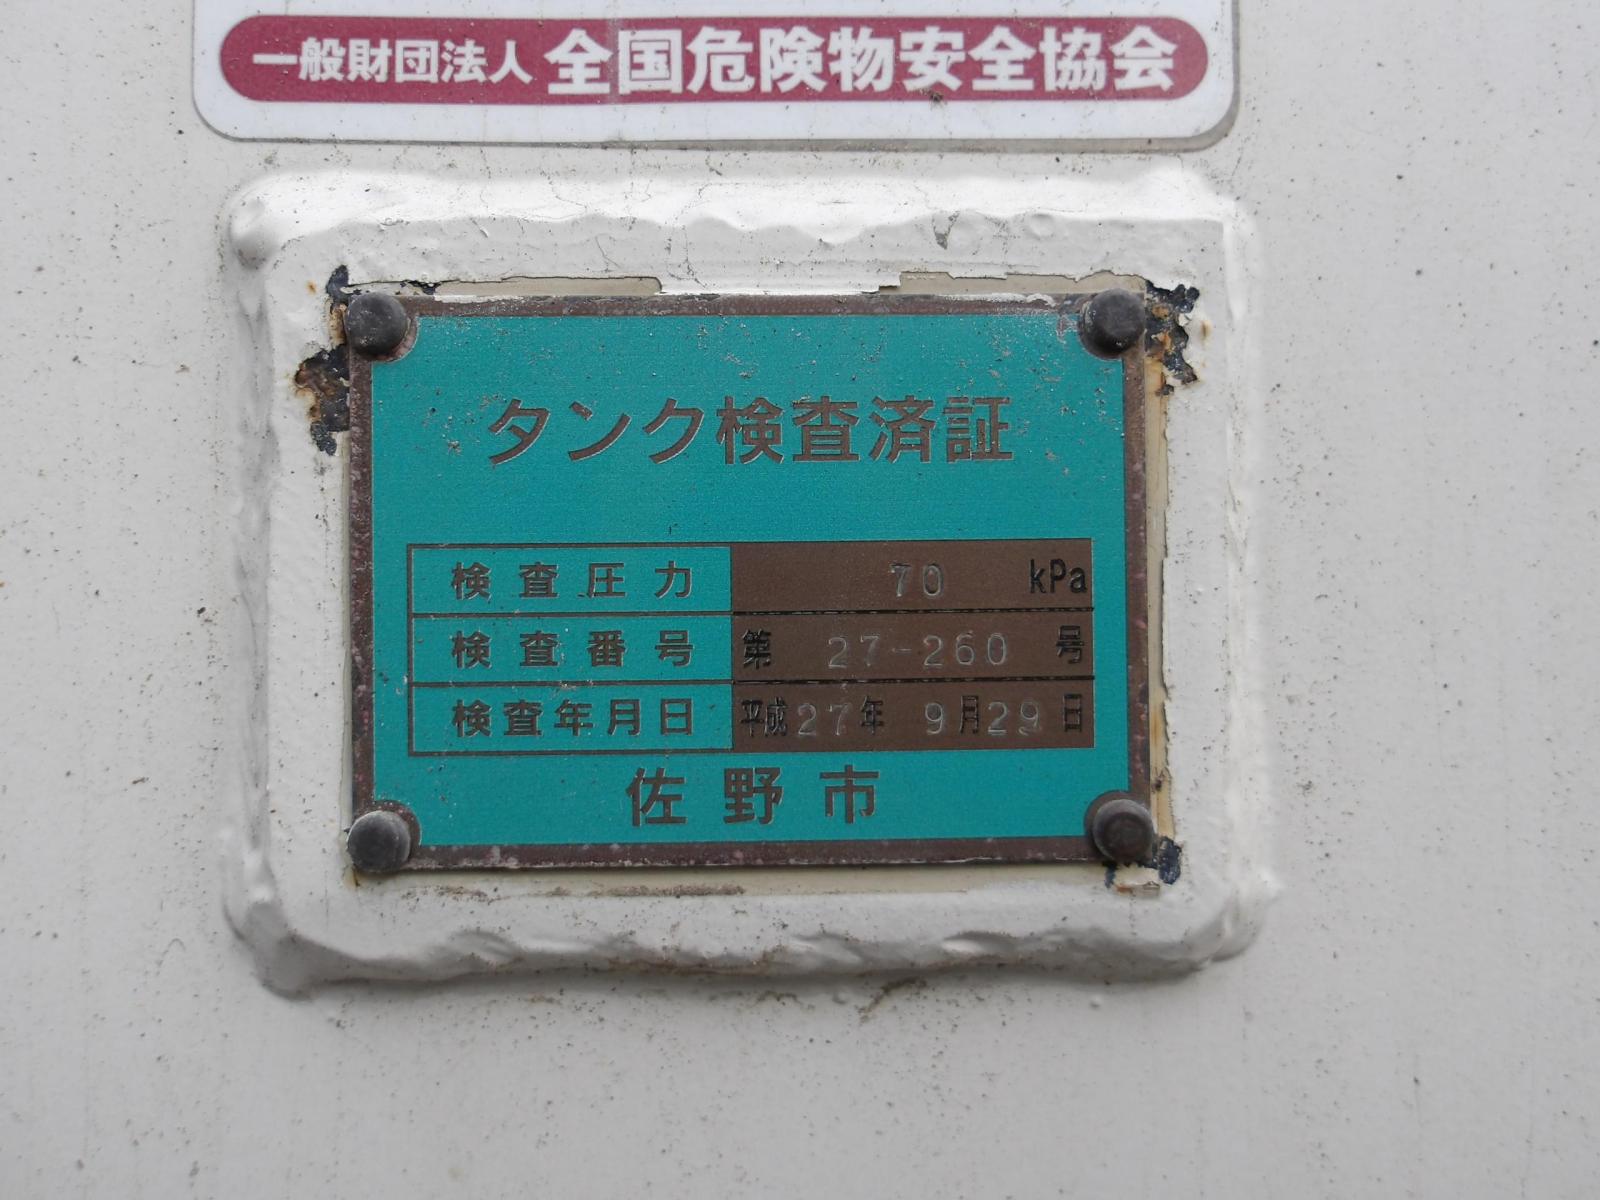 一般財団法人 全国危険物安全協会
タンク検査済証
検査圧力 70 kPa
検査番号 第 27-260 号
検査年月日 平成27年 9月29日
佐野市